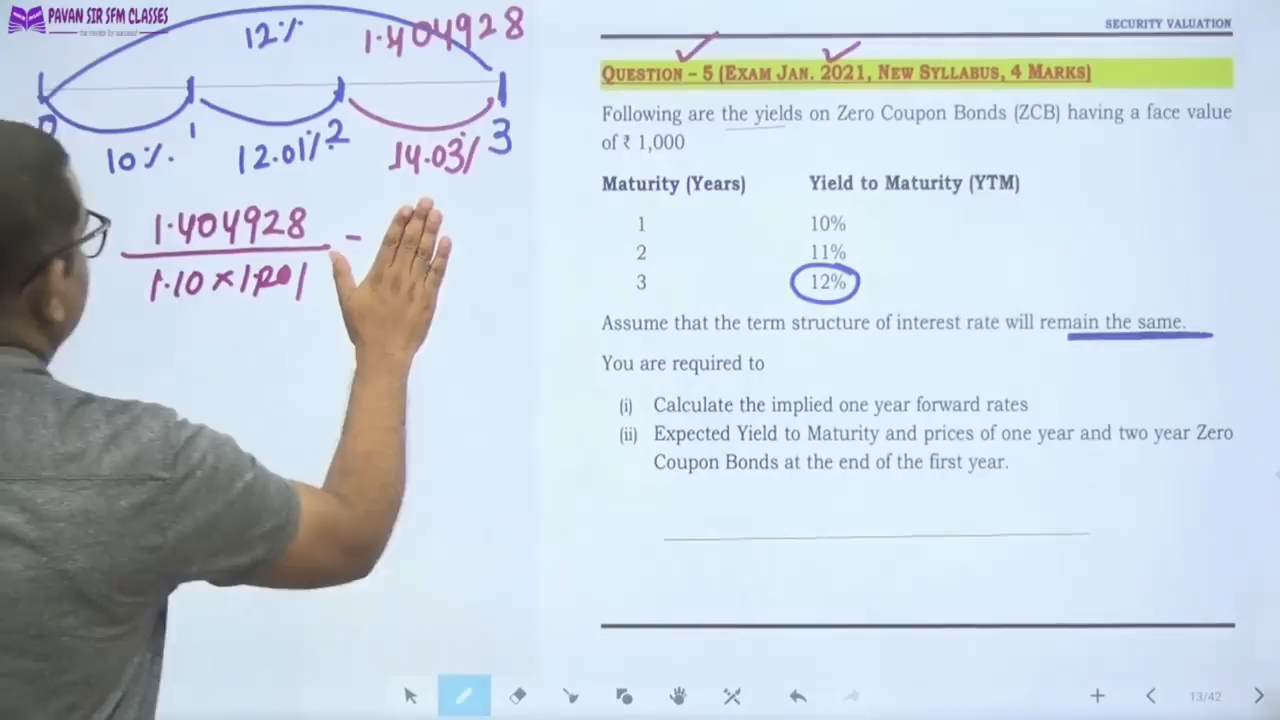 PAVAN SIR SFM CLASSES
12%
1.404928
0
1
2
3
10%.
12.01%
14.03%
1.404928
1.10 × 1.1201
-
SECURITY VALUATION
QUESTION – 5 (EXAM JAN. 2021, NEW SYLLABUS, 4 MARKS)
Following are the yields on Zero Coupon Bonds (ZCB) having a face value
of ₹ 1,000
Maturity (Years) Yield to Maturity (YTM)
1 10%
2 11%
3 12%
Assume that the term structure of interest rate will remain the same.
You are required to
(i) Calculate the implied one year forward rates
(ii) Expected Yield to Maturity and prices of one year and two year Zero
Coupon Bonds at the end of the first year.
13/42